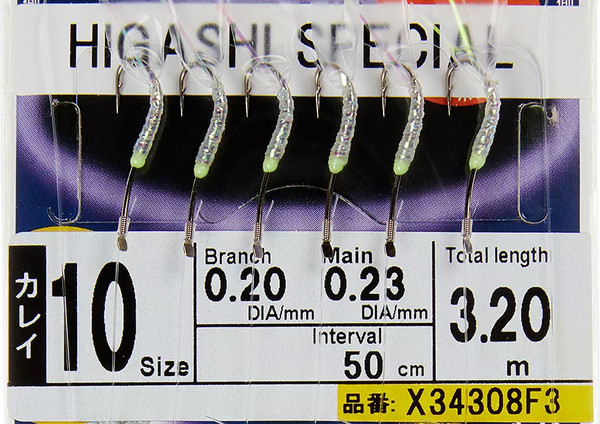 HIGASHI SPECIAL
カレイ
10 Size
Branch
0.20
DIA/mm
Main
0.23
DIA/mm
Interval
50 cm
Total length
3.20
m
品番: X34308F3